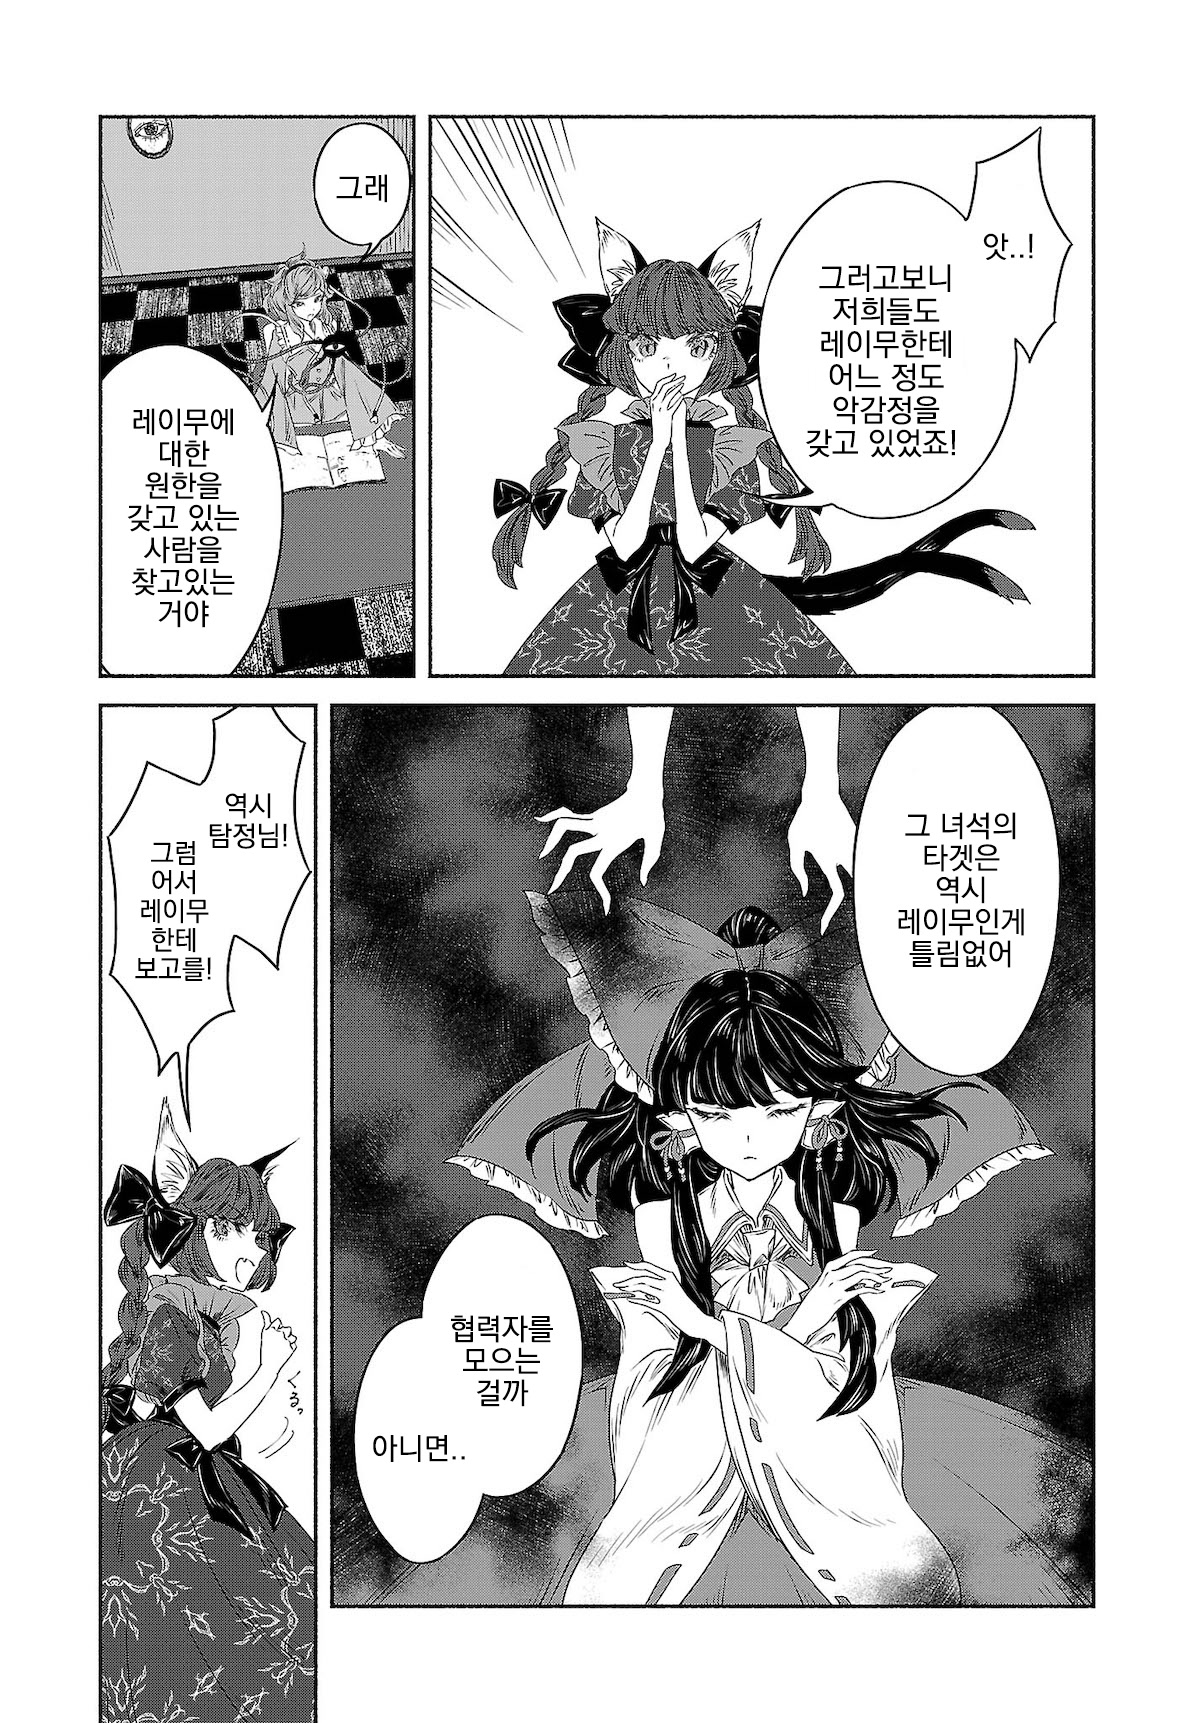 앗..!
그러고보니
저희들도
레이무한테
어느 정도
악감정을
갖고 있었죠!
그래
레이무에
대한
원한을
갖고 있는
사람을
찾고있는
거야
그 녀석의
타겟은
역시
레이무인게
틀림없어
협력자를
모으는
걸까
아니면..
역시
탐정님!
그럼
어서
레이무
한테
보고를!
くるっ